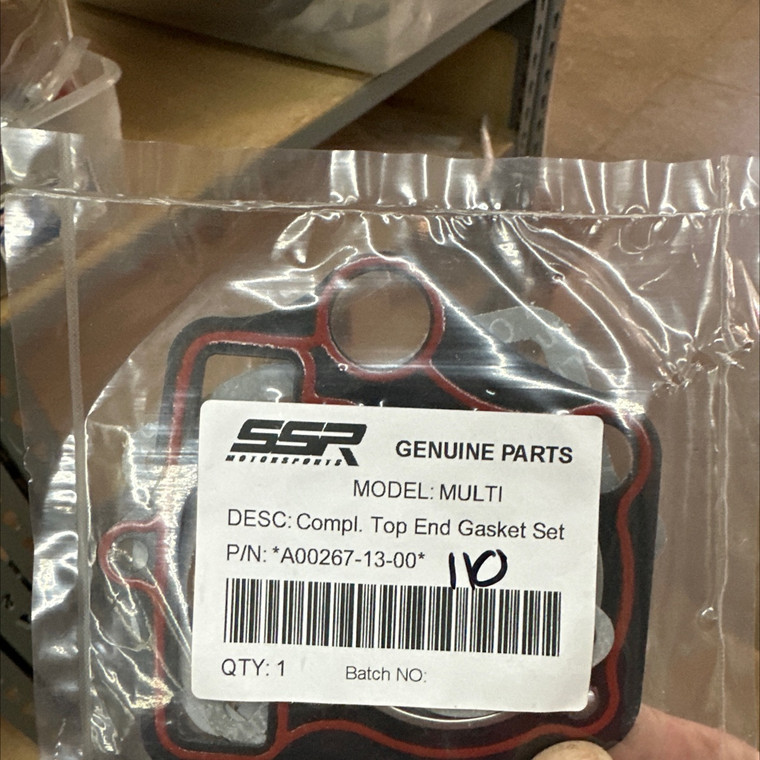 SSR
MOTORSPORTS
GENUINE PARTS
MODEL: MULTI
DESC: Compl. Top End Gasket Set
P/N: *A00267-13-00*
110
QTY: 1
Batch NO: